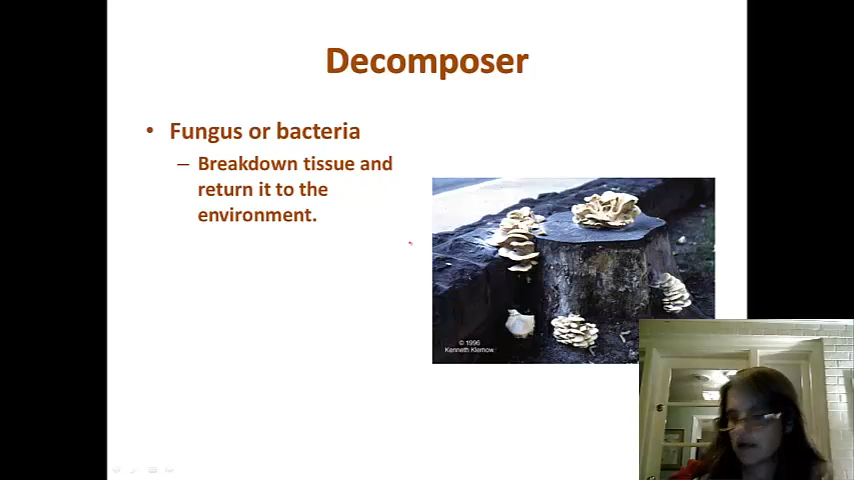 Decomposer
• Fungus or bacteria
– Breakdown tissue and
return it to the
environment.
© 1996
Kenneth Klemow